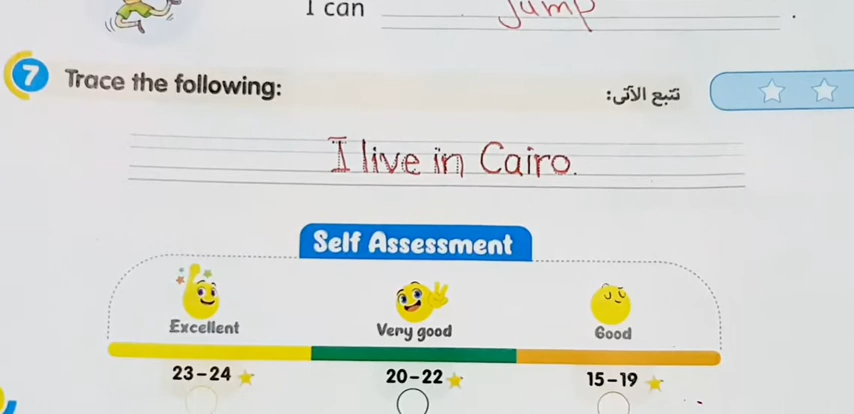 I can jump .
7 Trace the following: تتبع الآتى:
I live in Cairo.
Self Assessment
Excellent Very good Good
23-24 20-22 15-19